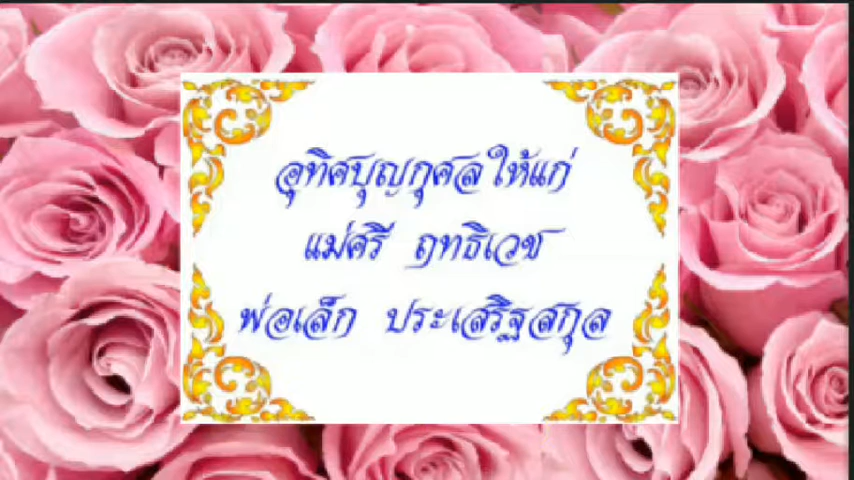 อุทิศบุญกุศลให้แก่
แม่ศรี ฤทธิเวช
พ่อเล็ก ประเสริฐสกุล